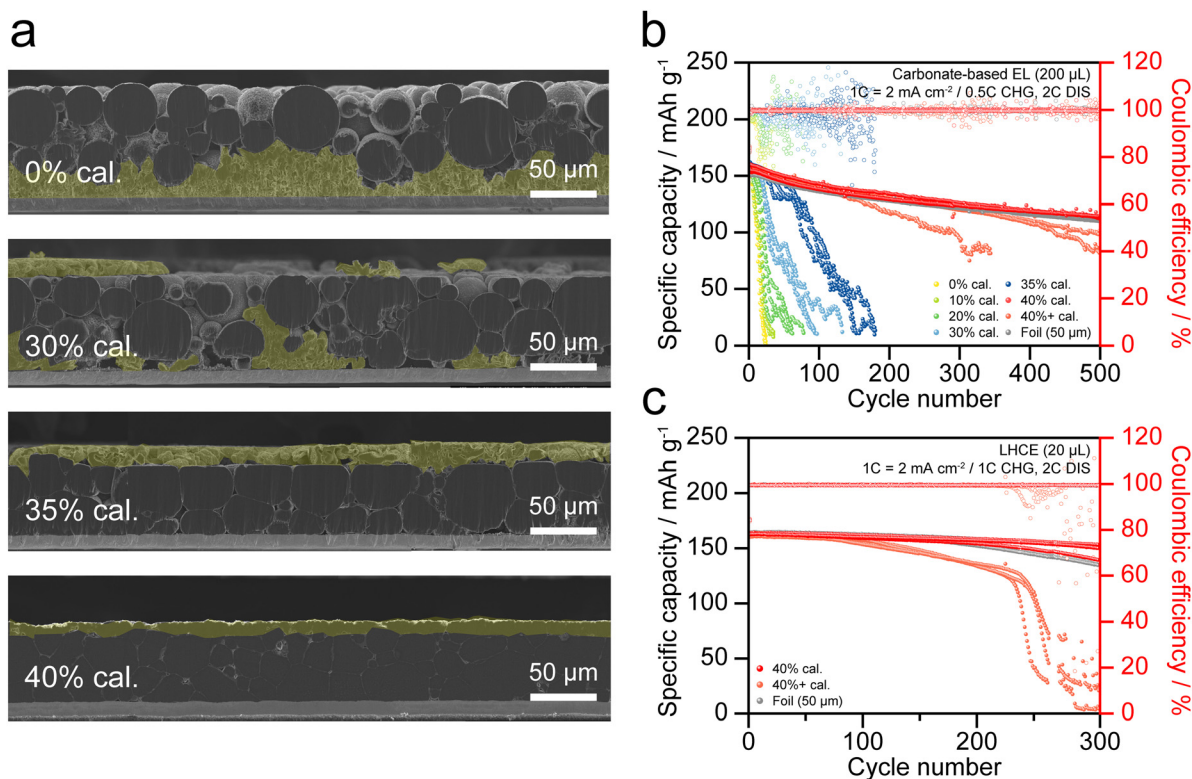 a
0% cal.
50 µm
30% cal.
50 µm
35% cal.
50 µm
40% cal.
50 µm
b
Carbonate-based EL (200 µL)
1C = 2 mA cm⁻² / 0.5C CHG, 2C DIS
250
200
150
100
50
0
Specific capacity / mAh g⁻¹
120
100
80
60
40
20
0
Coulombic efficiency / %
0% cal.
10% cal.
20% cal.
30% cal.
35% cal.
40% cal.
40%+ cal.
Foil (50 µm)
0 100 200 300 400 500
Cycle number
c
LHCE (20 µL)
1C = 2 mA cm⁻² / 1C CHG, 2C DIS
250
200
150
100
50
0
Specific capacity / mAh g⁻¹
120
100
80
60
40
20
0
Coulombic efficiency / %
40% cal.
40%+ cal.
Foil (50 µm)
0 100 200 300
Cycle number